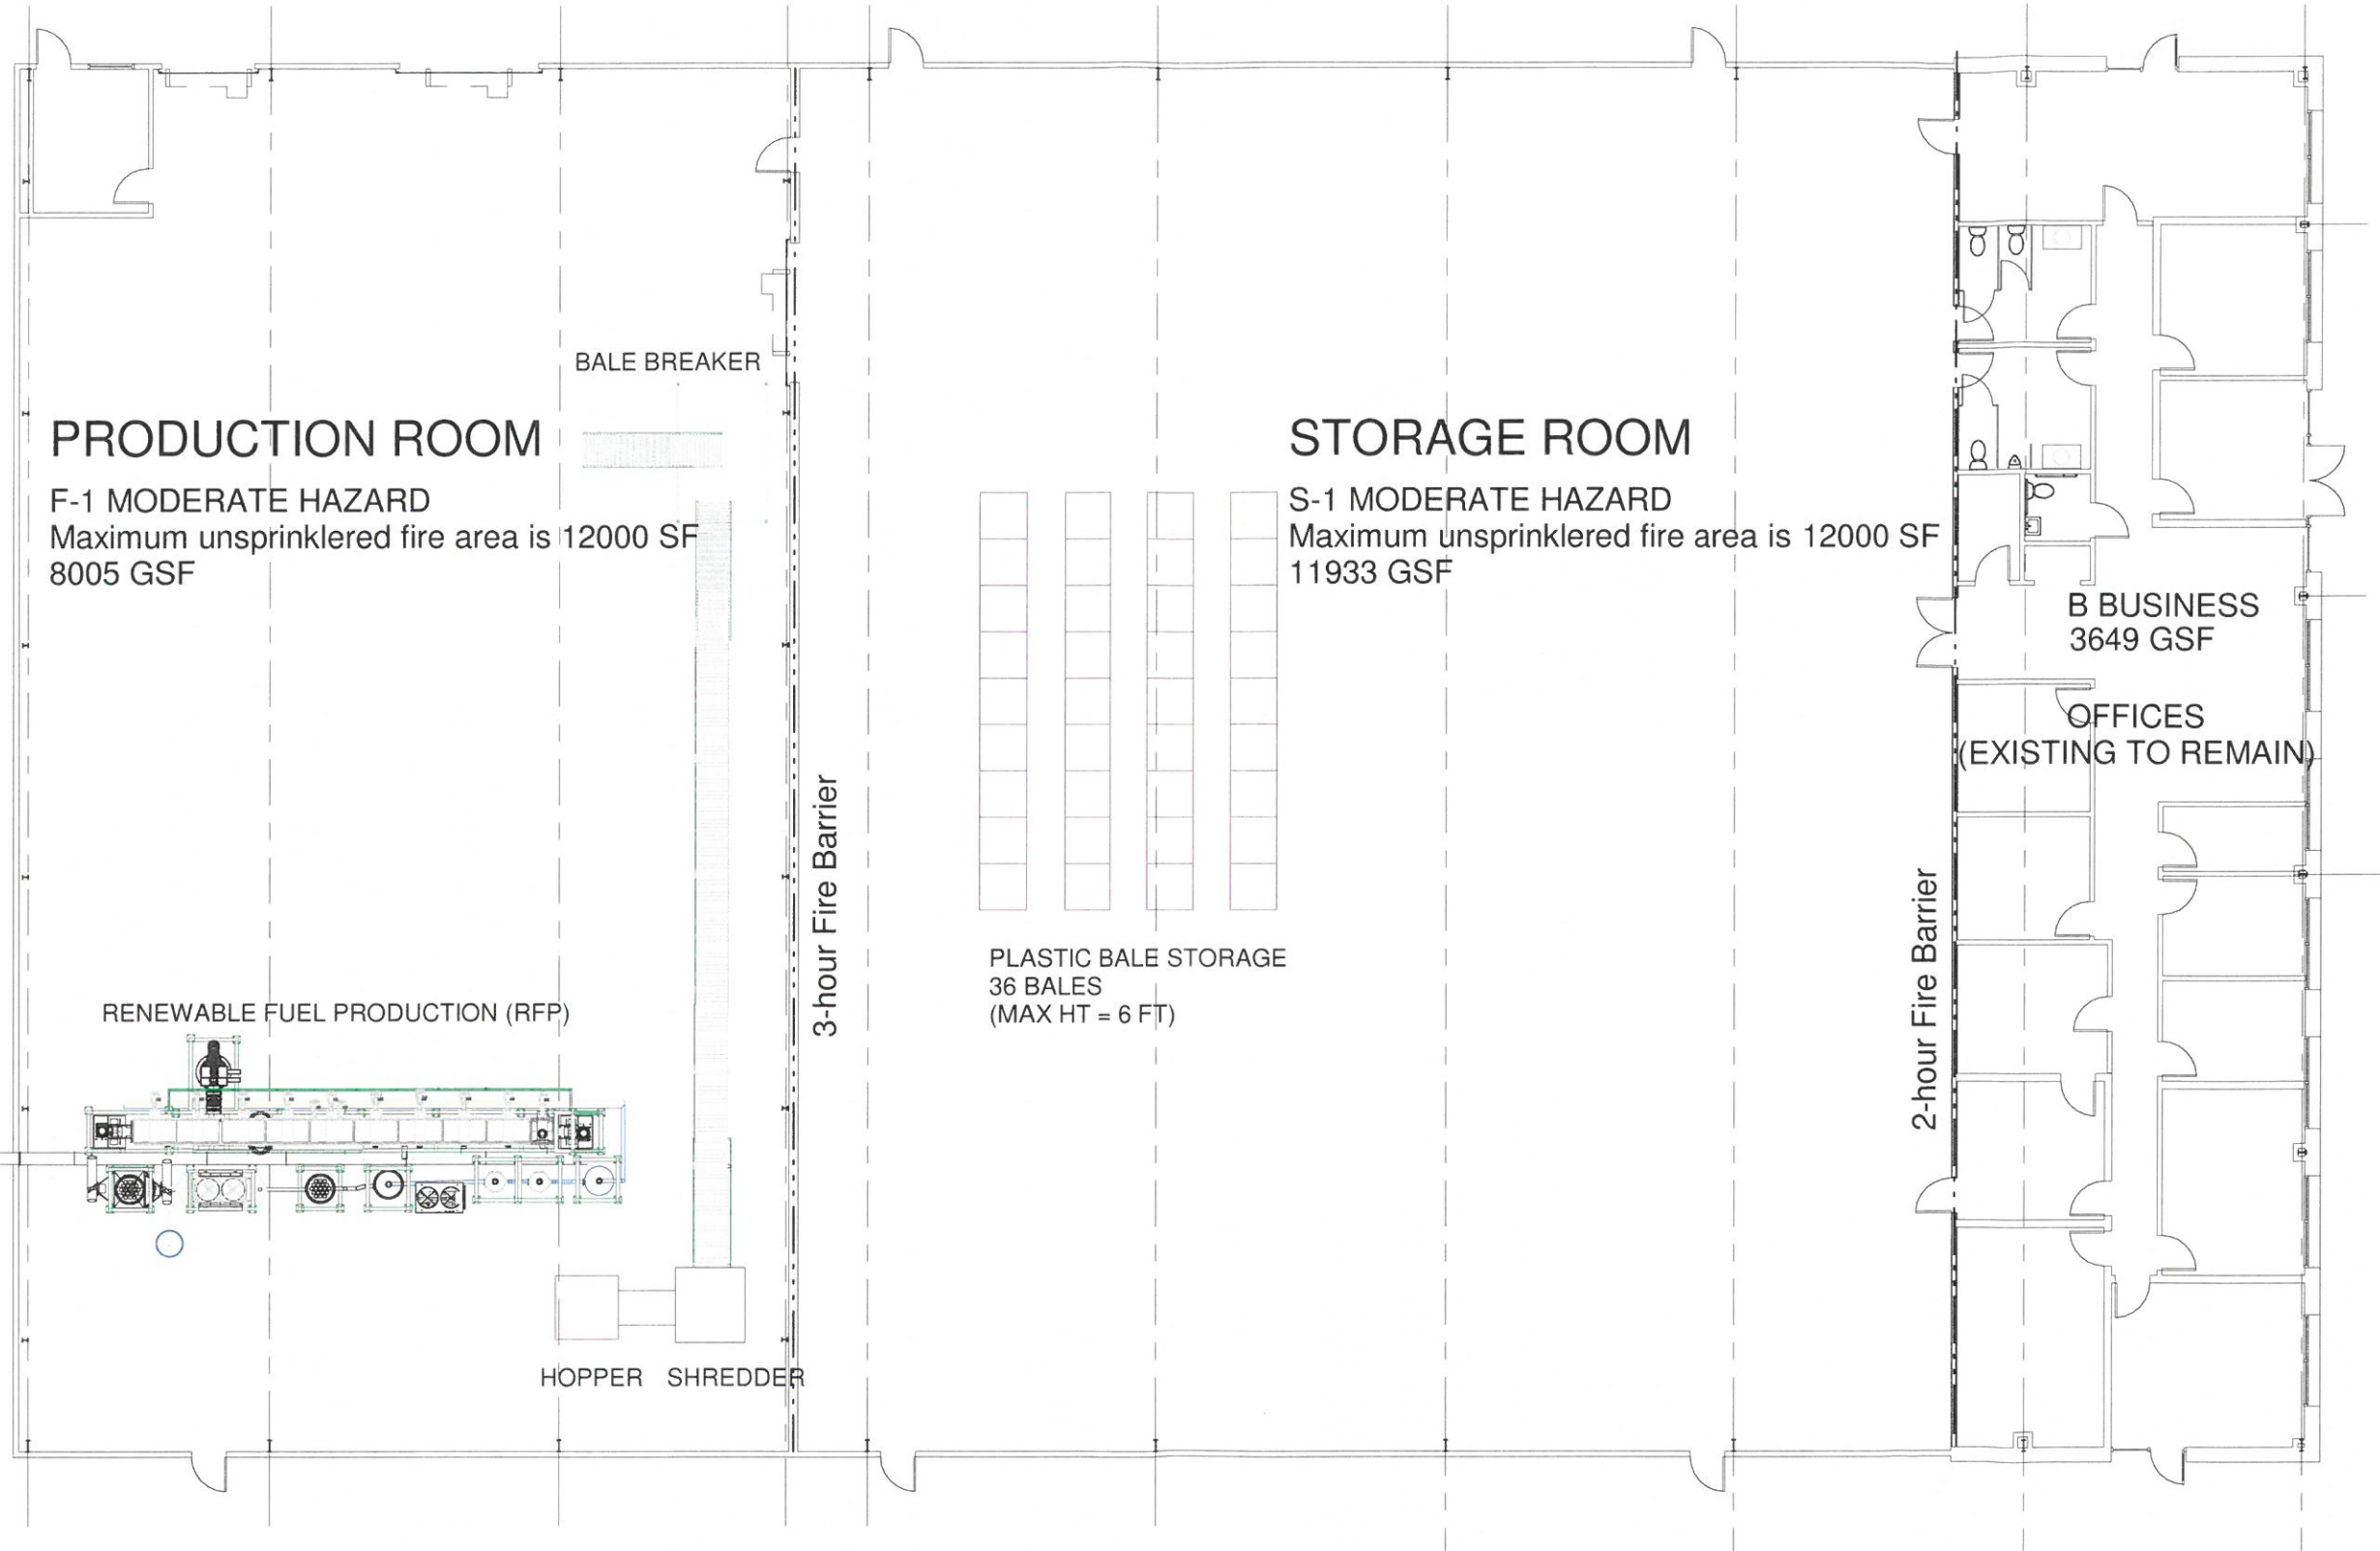 BALE BREAKER
PRODUCTION ROOM
F-1 MODERATE HAZARD
Maximum unsprinklered fire area is 12000 SF
8005 GSF
STORAGE ROOM
S-1 MODERATE HAZARD
Maximum unsprinklered fire area is 12000 SF
11933 GSF
B BUSINESS
3649 GSF
OFFICES
(EXISTING TO REMAIN)
3-hour Fire Barrier
2-hour Fire Barrier
PLASTIC BALE STORAGE
36 BALES
(MAX HT = 6 FT)
RENEWABLE FUEL PRODUCTION (RFP)
HOPPER
SHREDDER